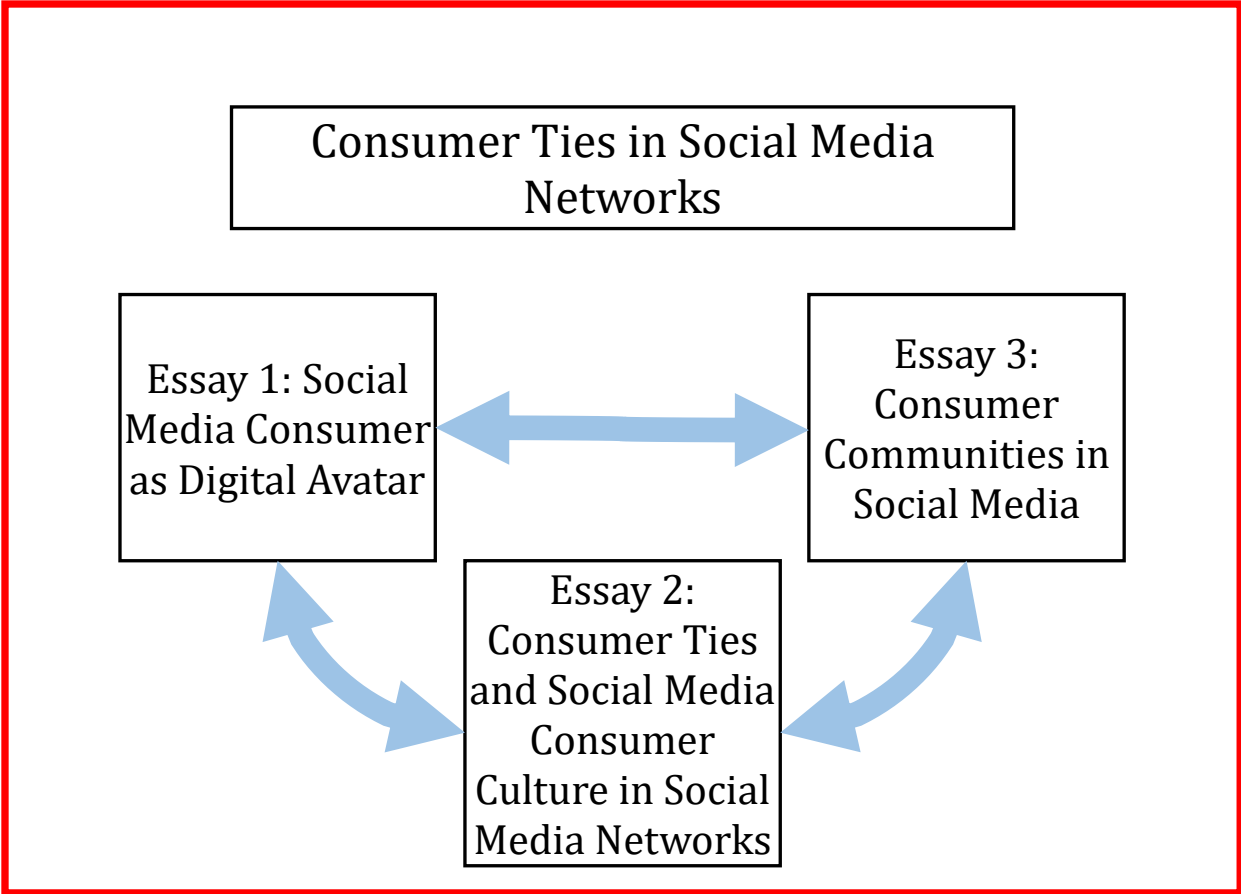 Consumer Ties in Social Media
Networks
Essay 1: Social
Media Consumer
as Digital Avatar
Essay 3:
Consumer
Communities in
Social Media
Essay 2:
Consumer Ties
and Social Media
Consumer
Culture in Social
Media Networks